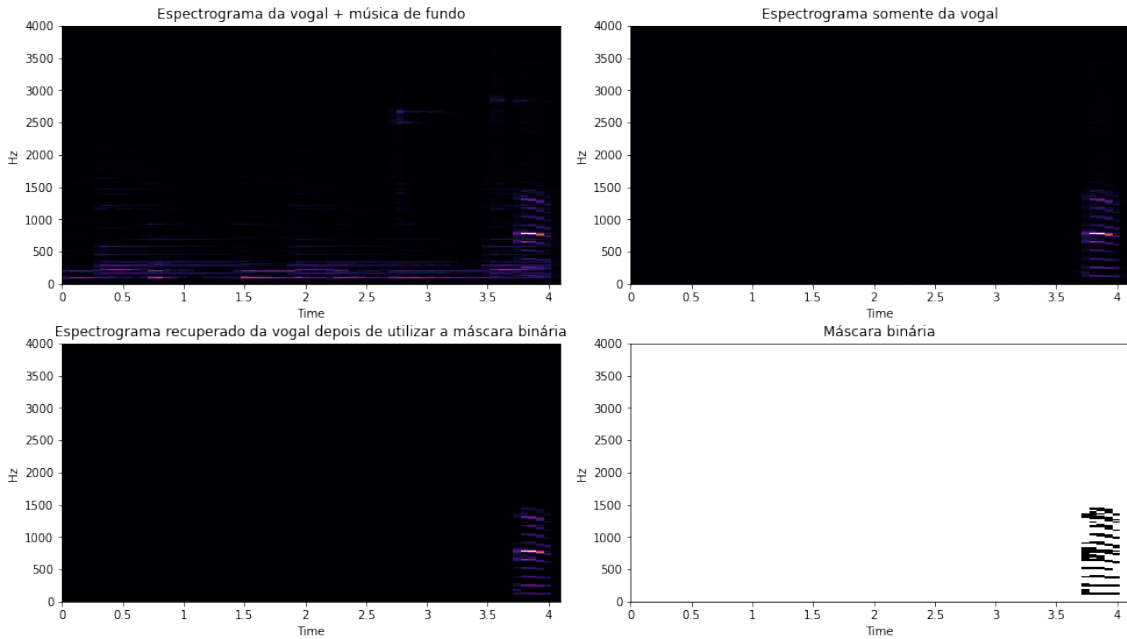 Espectrograma da vogal + música de fundo
4000
3500
3000
2500
2000
1500
1000
500
0
Hz
0 0.5 1 1.5 2 2.5 3 3.5 4
Time
Espectrograma somente da vogal
4000
3500
3000
2500
2000
1500
1000
500
0
Hz
0 0.5 1 1.5 2 2.5 3 3.5 4
Time
Espectrograma recuperado da vogal depois de utilizar a máscara binária
4000
3500
3000
2500
2000
1500
1000
500
0
Hz
0 0.5 1 1.5 2 2.5 3 3.5 4
Time
Máscara binária
4000
3500
3000
2500
2000
1500
1000
500
0
Hz
0 0.5 1 1.5 2 2.5 3 3.5 4
Time